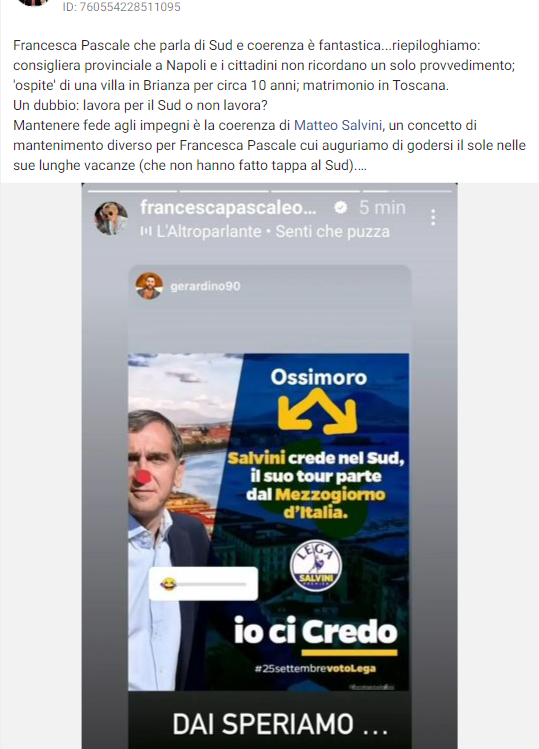 ID: 760554228511095
Francesca Pascale che parla di Sud e coerenza è fantastica...riepiloghiamo:
consigliera provinciale a Napoli e i cittadini non ricordano un solo provvedimento;
'ospite' di una villa in Brianza per circa 10 anni; matrimonio in Toscana.
Un dubbio: lavora per il Sud o non lavora?
Mantenere fede agli impegni è la coerenza di Matteo Salvini, un concetto di
mantenimento diverso per Francesca Pascale cui auguriamo di godersi il sole nelle
sue lunghe vacanze (che non hanno fatto tappa al Sud)....
francescapascaleo... 5 min
L'Altroparlante • Senti che puzza
gerardino90
Ossimoro
Salvini crede nel Sud,
il suo tour parte
dal Mezzogiorno
d'Italia.
LEGA
SALVINI
PREMIER
io ci Credo
#25settembrevotoLega
DAI SPERIAMO ...